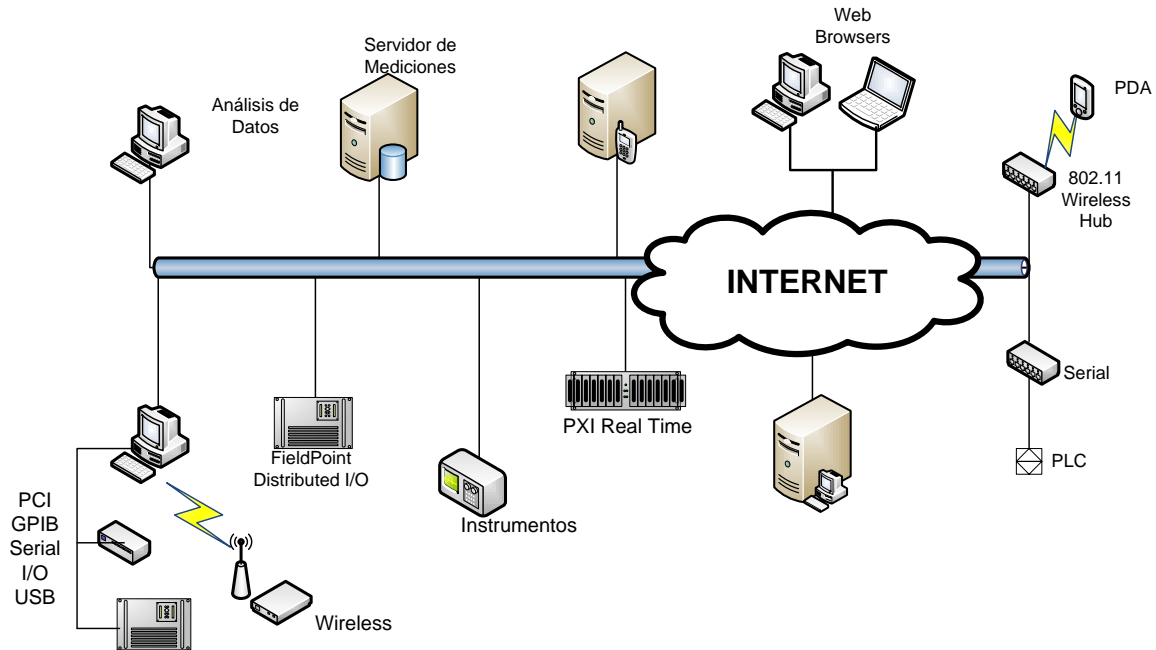 Web
Browsers
Servidor de
Mediciones
Análisis de
Datos
PDA
802.11
Wireless
Hub
INTERNET
Serial
PXI Real Time
FieldPoint
Distributed I/O
PLC
Instrumentos
PCI
GPIB
Serial
I/O
USB
Wireless